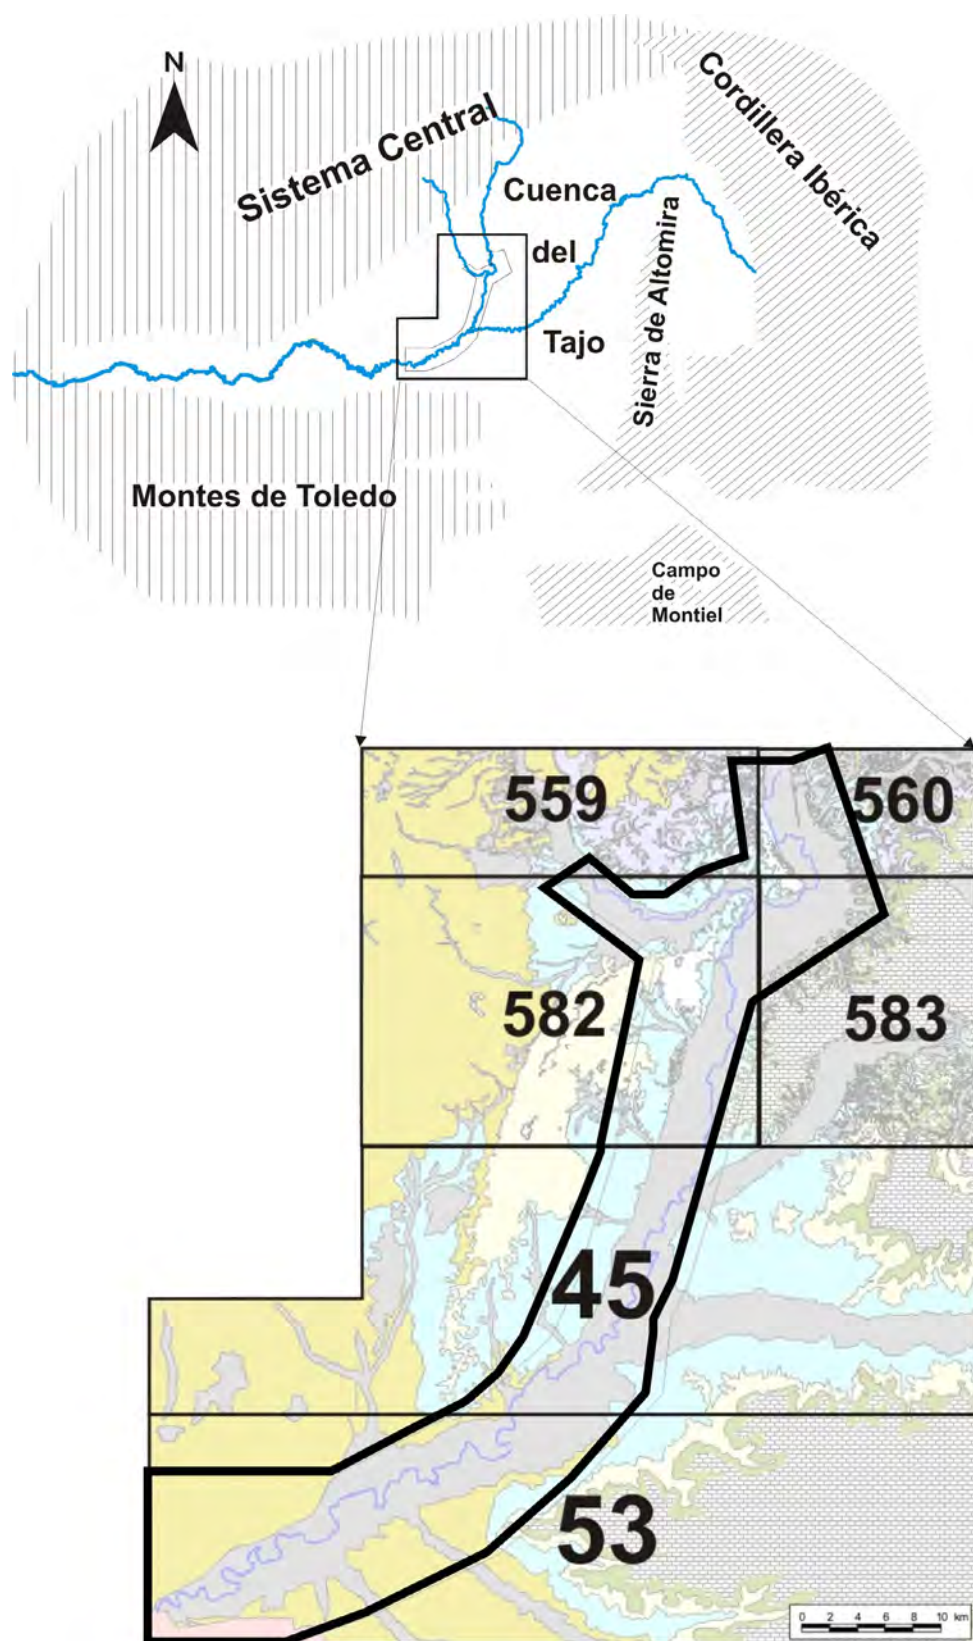 N
Sistema Central
Cordillera Ibérica
Cuenca
del
Tajo
Sierra de Altomira
Montes de Toledo
Campo
de
Montiel
559
560
582
583
45
53
0 2 4 6 8 10 km